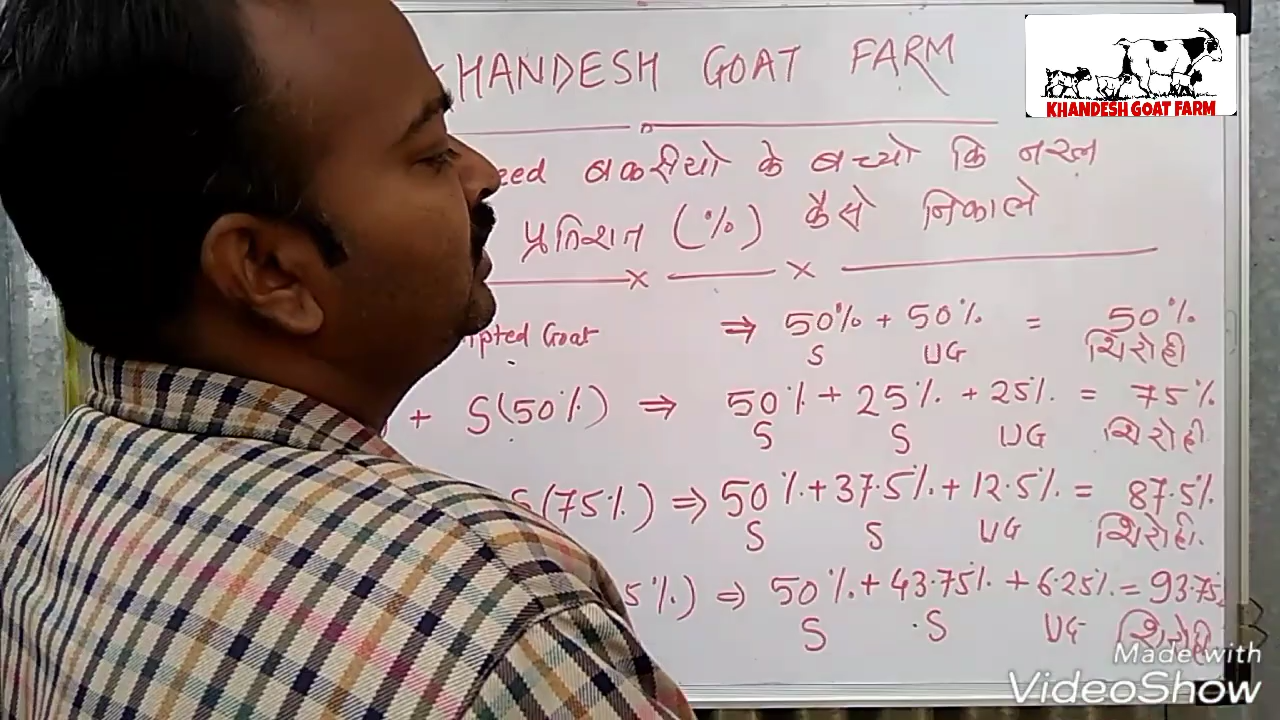 KHANDESH GOAT FARM
KHANDESH GOAT FARM
बकरीयो के बच्चो कि नस्ल
प्रतिशत (%) कैसे निकाले
Goat ⇒ 50% + 50% = 50%
S UG शिरोही
+ S(50%) ⇒ 50% + 25% + 25% = 75%
S S UG शिरोही
S(75%) ⇒ 50% + 37.5% + 12.5% = 87.5%
S S UG शिरोही.
5%) ⇒ 50% + 43.75% + 6.25% = 93.75%
S S UG शिरोही
Made with
VideoShow